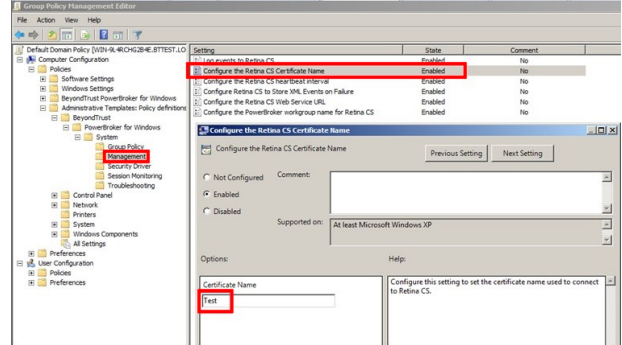 Group Policy Management Editor
File Action View Help
Default Domain Policy [WIN-9L4RCHG2B4E.BTTEST.LO
Computer Configuration
Policies
Software Settings
Windows Settings
BeyondTrust PowerBroker for Windows
Administrative Templates: Policy definitions
BeyondTrust
PowerBroker for Windows
System
Group Policy
Management
Security Driver
Session Monitoring
Troubleshooting
Control Panel
Network
Printers
System
Windows Components
All Settings
Preferences
User Configuration
Policies
Preferences
Setting State Comment
Log events to Retina CS Enabled No
Configure the Retina CS Certificate Name Enabled No
Configure the Retina CS heartbeat interval Enabled No
Configure Retina CS to Store XML Events on Failure Enabled No
Configure the Retina CS Web Service URL Enabled No
Configure the PowerBroker workgroup name for Retina CS Enabled No
Configure the Retina CS Certificate Name
Configure the Retina CS Certificate Name
Previous Setting Next Setting
Not Configured Comment:
Enabled
Disabled
Supported on: At least Microsoft Windows XP
Options: Help:
Certificate Name
Test
Configure this setting to set the certificate name used to connect
to Retina CS.